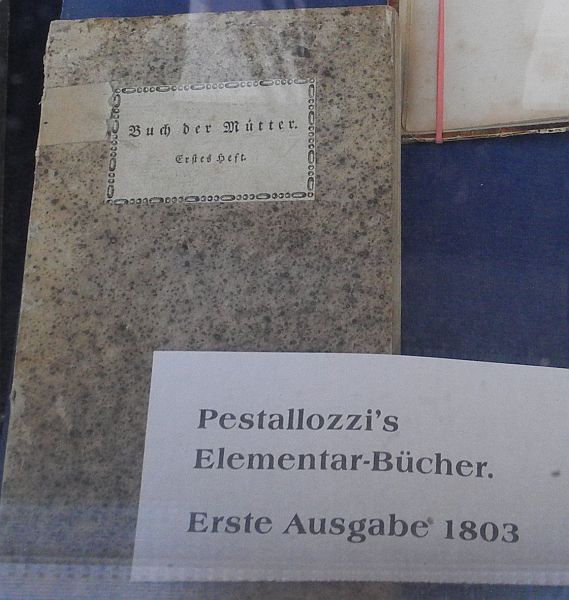 Buch der Mütter.
Erstes Heft.
Pestallozzi's
Elementar-Bücher.
Erste Ausgabe 1803